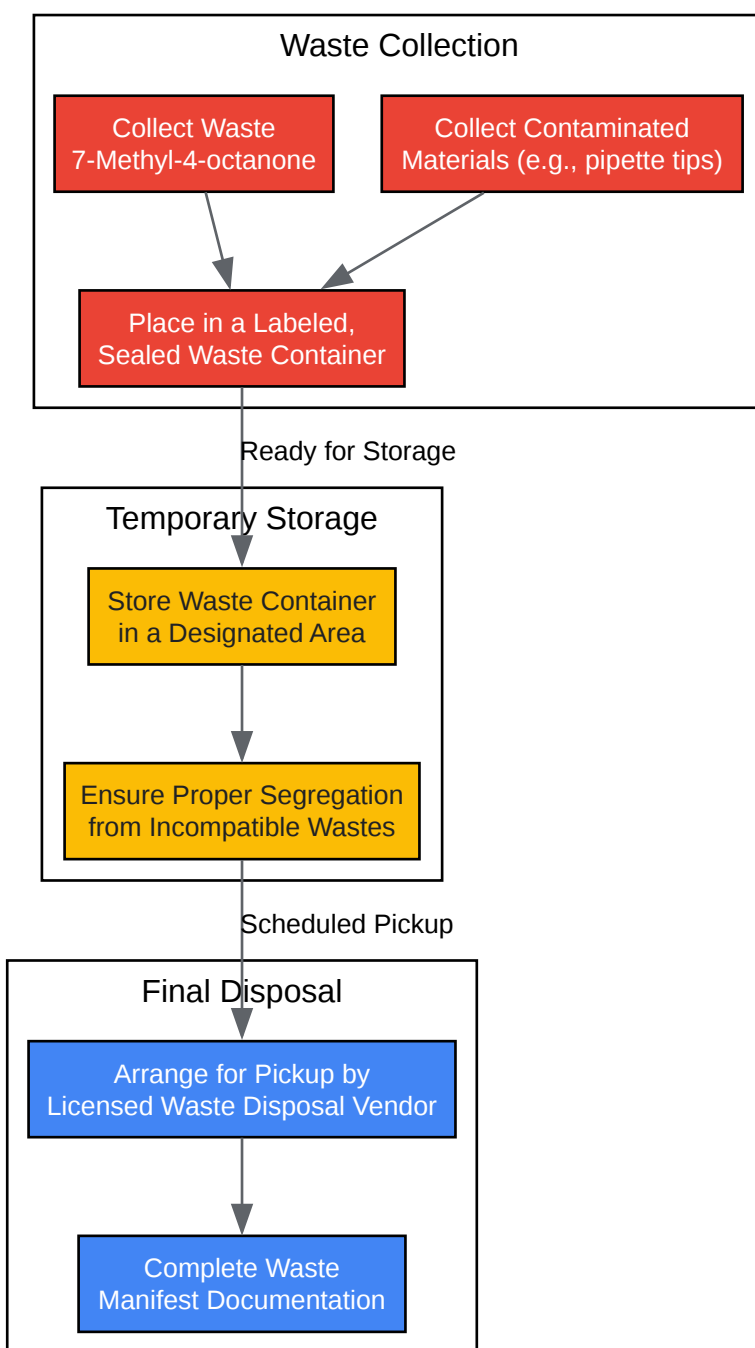 Waste Collection
Collect Waste
7-Methyl-4-octanone
Collect Contaminated
Materials (e.g., pipette tips)
Place in a Labeled,
Sealed Waste Container
Ready for Storage
Temporary Storage
Store Waste Container
in a Designated Area
Ensure Proper Segregation
from Incompatible Wastes
Scheduled Pickup
Final Disposal
Arrange for Pickup by
Licensed Waste Disposal Vendor
Complete Waste
Manifest Documentation